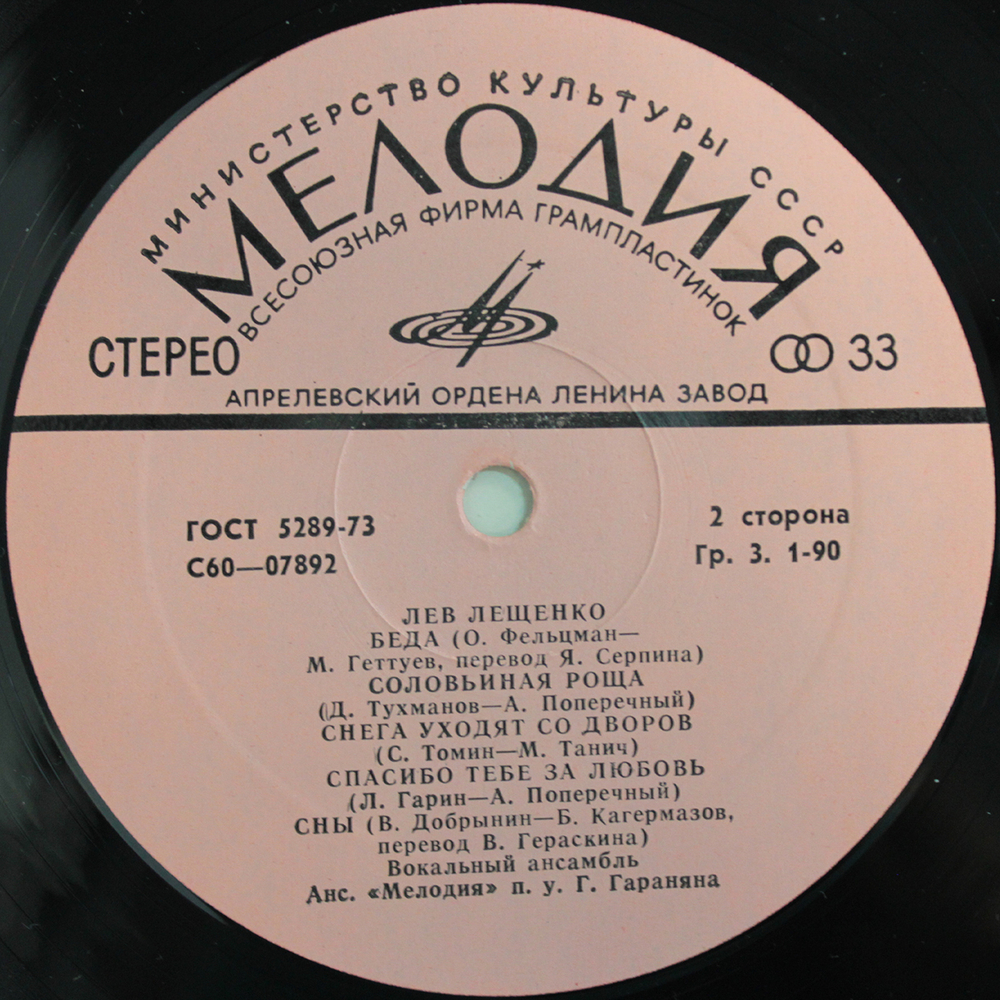 МИНИСТЕРСТВО КУЛЬТУРЫ СССР
МЕЛОДИЯ
ВСЕСОЮЗНАЯ ФИРМА ГРАМПЛАСТИНОК
СТЕРЕО
33
АПРЕЛЕВСКИЙ ОРДЕНА ЛЕНИНА ЗАВОД
ГОСТ 5289-73
С60—07892
2 сторона
Гр. 3. 1-90
ЛЕВ ЛЕЩЕНКО
БЕДА (О. Фельцман—
М. Геттуев, перевод Я. Серпина)
СОЛОВЬИНАЯ РОЩА
(Д. Тухманов—А. Поперечный)
СНЕГА УХОДЯТ СО ДВОРОВ
(С. Томин—М. Танич)
СПАСИБО ТЕБЕ ЗА ЛЮБОВЬ
(Л. Гарин—А. Поперечный)
СНЫ (В. Добрынин—Б. Кагермазов,
перевод В. Гераскина)
Вокальный ансамбль
Анс. «Мелодия» п. у. Г. Гараняна